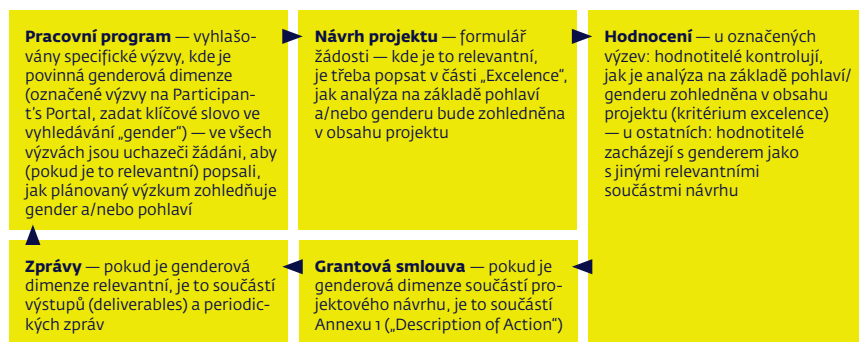 Pracovní program — vyhlašo-
vány specifické výzvy, kde je
povinná genderová dimenze
(označené výzvy na Participan-
t's Portal, zadat klíčové slovo ve
vyhledávání „gender“) — ve všech
výzvách jsou uchazeči žádáni, aby
(pokud je to relevantní) popsali,
jak plánovaný výzkum zohledňuje
gender a/nebo pohlaví
Návrh projektu — formulář
žádosti — kde je to relevantní,
je třeba popsat v části „Excelence“,
jak analýza na základě pohlaví
a/nebo genderu bude zohledněna
v obsahu projektu
Hodnocení — u označených
výzev: hodnotitelé kontrolují,
jak je analýza na základě pohlaví/
genderu zohledněna v obsahu
projektu (kritérium excelence)
— u ostatních: hodnotitelé
zacházejí s genderem jako
s jinými relevantními
součástmi návrhu
Grantová smlouva — pokud je
genderová dimenze součástí pro-
jektového návrhu, je to součástí
Annexu 1 („Description of Action“)
Zprávy — pokud je genderová
dimenze relevantní, je to součástí
výstupů (deliverables) a periodic-
kých zpráv